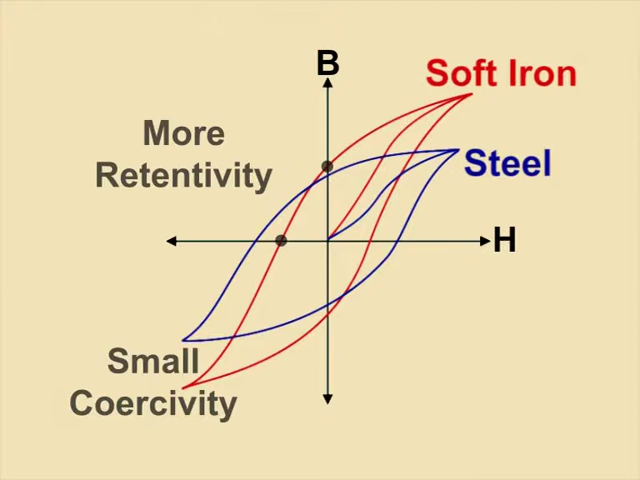 B
Soft Iron
More
Retentivity
Steel
H
Small
Coercivity